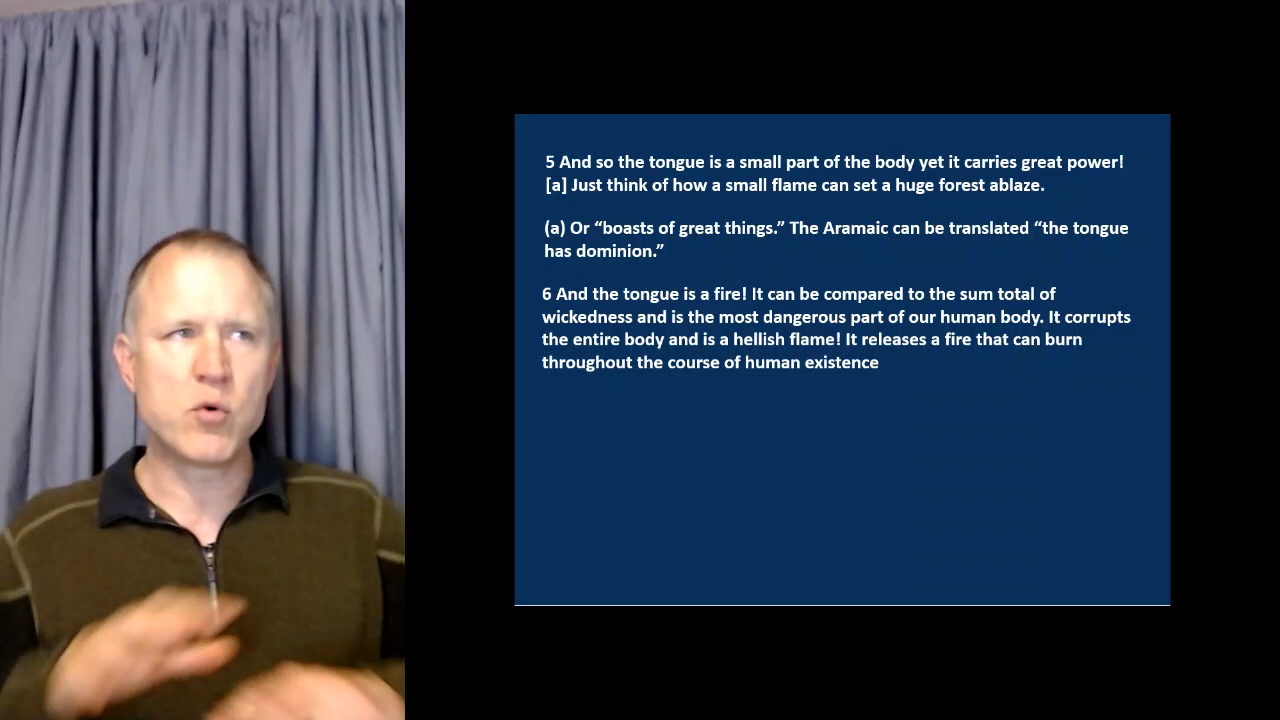 5 And so the tongue is a small part of the body yet it carries great power!
[a] Just think of how a small flame can set a huge forest ablaze.
(a) Or “boasts of great things.” The Aramaic can be translated “the tongue
has dominion.”
6 And the tongue is a fire! It can be compared to the sum total of
wickedness and is the most dangerous part of our human body. It corrupts
the entire body and is a hellish flame! It releases a fire that can burn
throughout the course of human existence